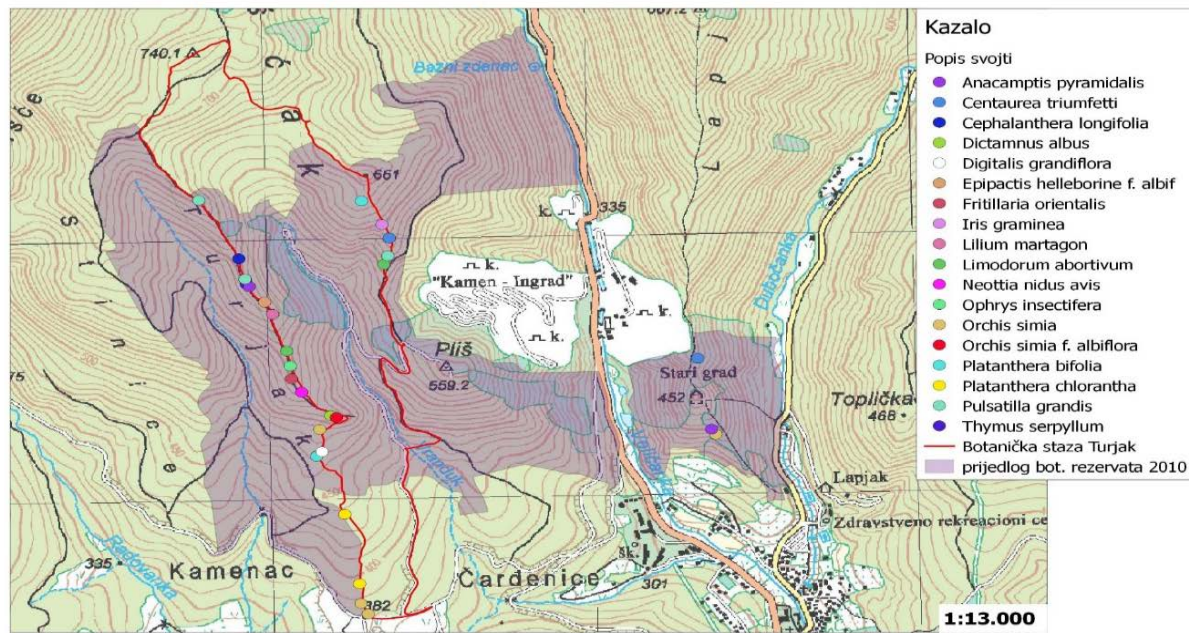 Kazalo
Popis svojti
Anacamptis pyramidalis
Centaurea triumfetti
Cephalanthera longifolia
Dictamnus albus
Digitalis grandiflora
Epipactis helleborine f. albif
Fritillaria orientalis
Iris graminea
Lilium martagon
Limodorum abortivum
Neottia nidus avis
Ophrys insectifera
Orchis simia
Orchis simia f. albiflora
Platanthera bifolia
Platanthera chlorantha
Pulsatilla grandis
Thymus serpyllum
Botanička staza Turjak
prijedlog bot. rezervata 2010
740.1
Bazni zdenac
661
k.
335
k.
"Kamen - Ingrad"
k.
k.
Turjak
Pliš
559.2
Stari grad
452
Dubočanka
Toplička
468
Vranduk
Lapjak
Zdravstveno rekreacioni ce
Radovanka
335
Kamenac
382
Čardenice
šk.
301
1:13.000